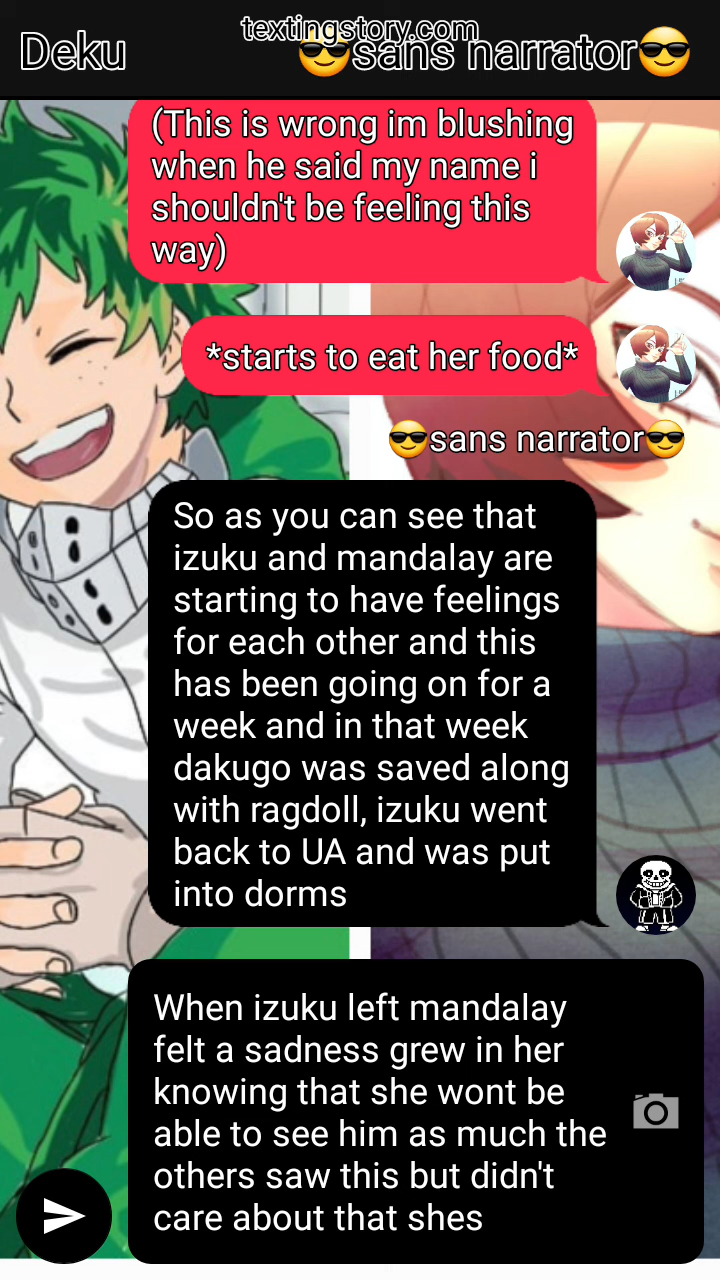 textingstory.com
Deku
😎sans narrator😎
(This is wrong im blushing
when he said my name i
shouldn't be feeling this
way)
*starts to eat her food*
😎sans narrator😎
So as you can see that
izuku and mandalay are
starting to have feelings
for each other and this
has been going on for a
week and in that week
dakugo was saved along
with ragdoll, izuku went
back to UA and was put
into dorms
When izuku left mandalay
felt a sadness grew in her
knowing that she wont be
able to see him as much the
others saw this but didn't
care about that shes